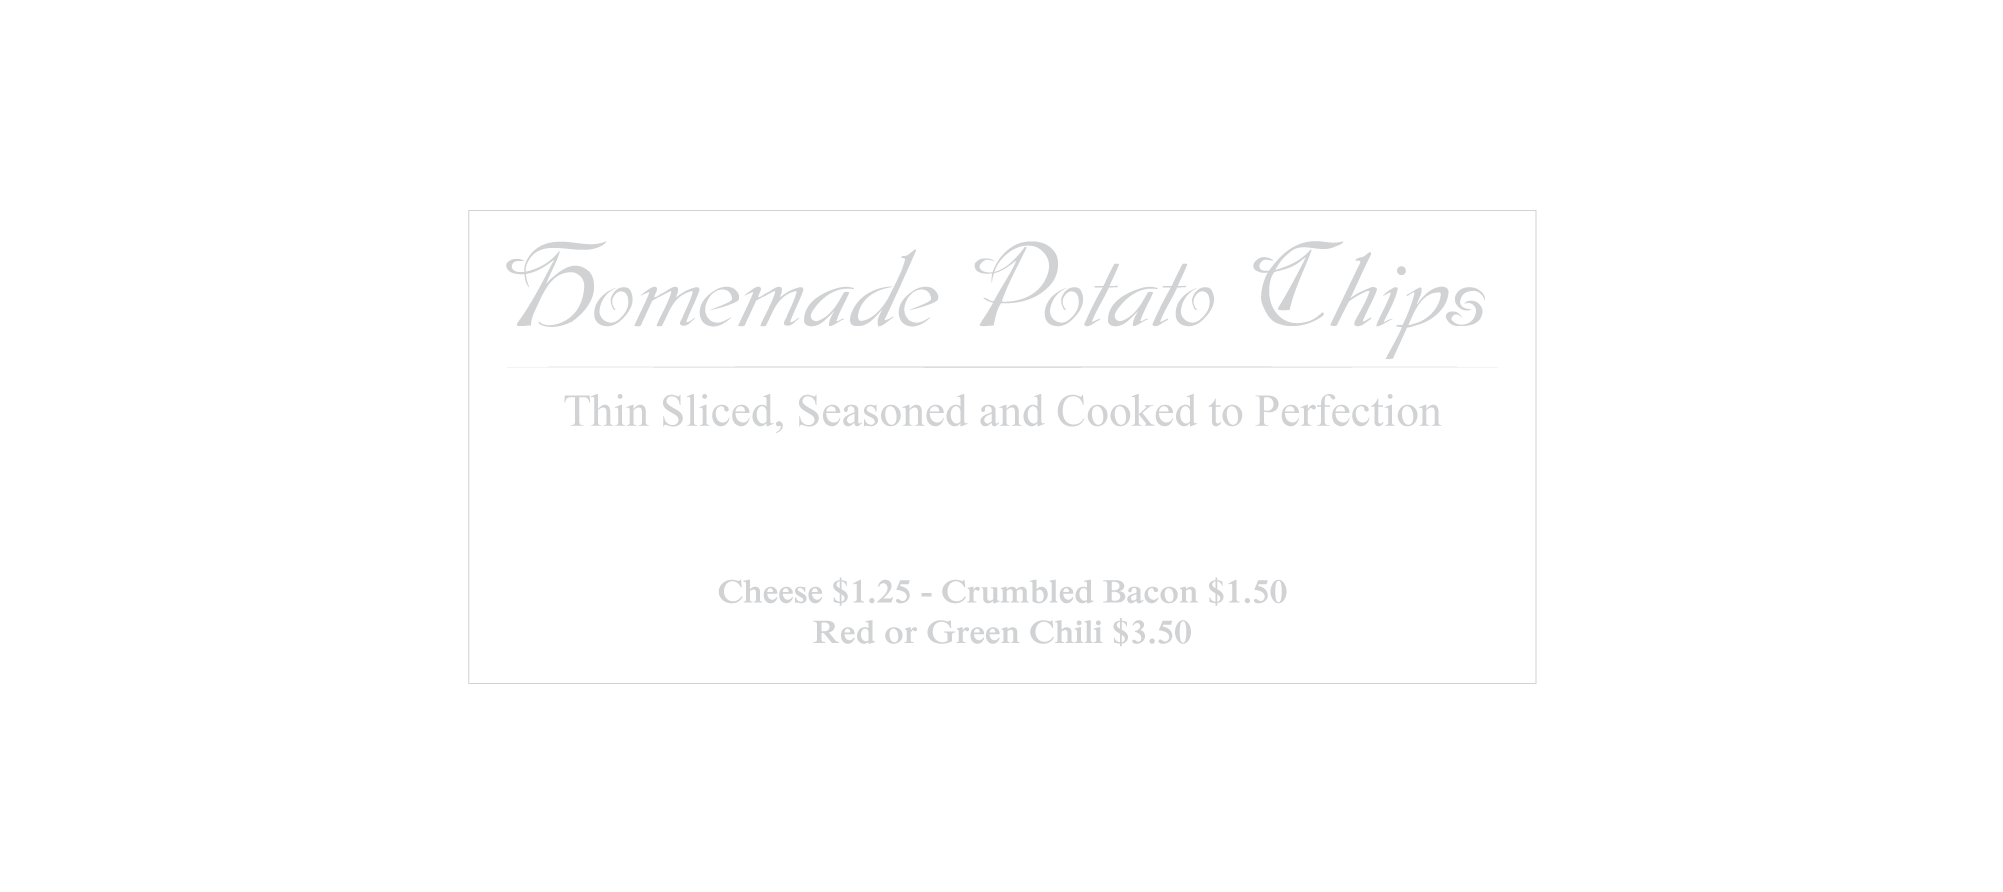 Homemade Potato Chips
Thin Sliced, Seasoned and Cooked to Perfection
Cheese $1.25 - Crumbled Bacon $1.50
Red or Green Chili $3.50